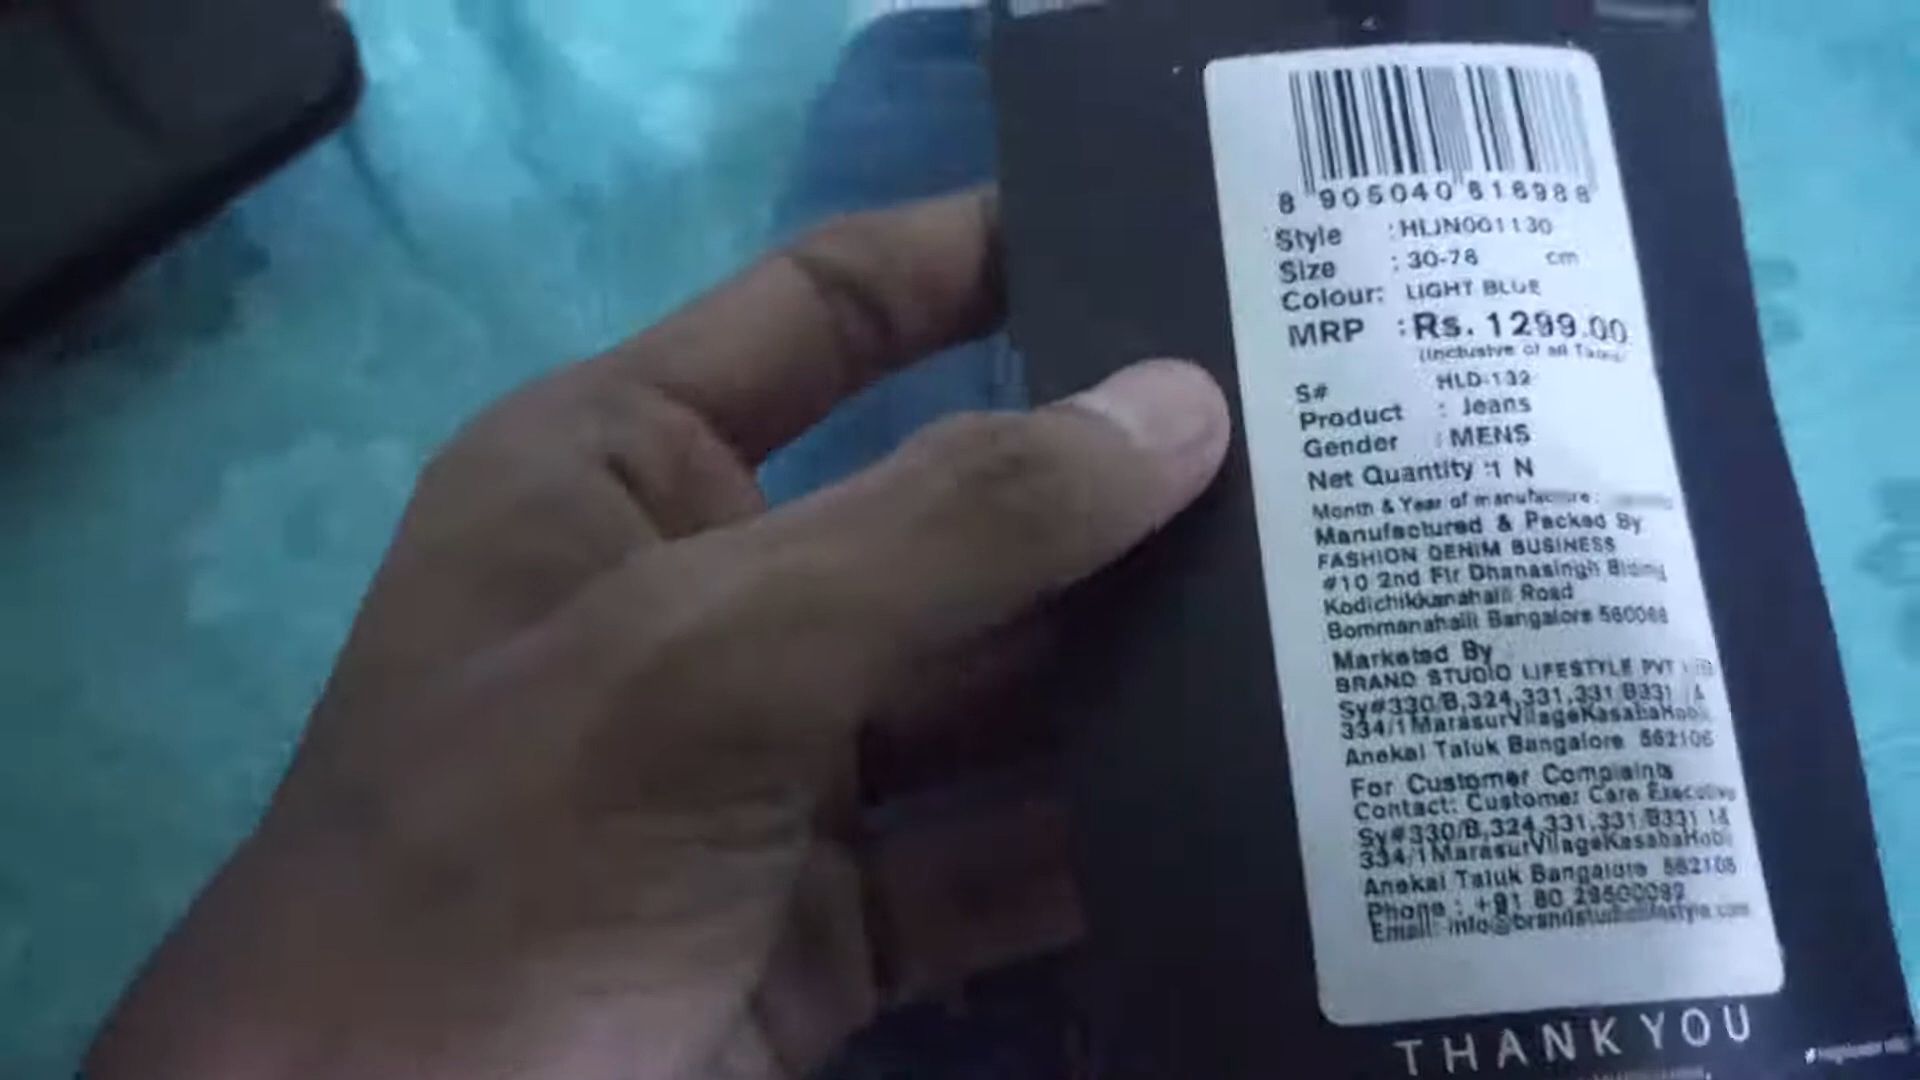 8 905040 616988
Style : HLJN001130
Size : 30-76 cm
Colour: LIGHT BLUE
MRP : Rs. 1299.00
(Inclusive of all Taxes)
S# HLD-132
Product : Jeans
Gender : MENS
Net Quantity :1 N
Month & Year of manufacture :
Manufactured & Packed By
FASHION DENIM BUSINESS
#10 2nd Flr Dhanasingh Blding
Kodichikkanahalli Road
Bommanahalli Bangalore 560068
Marketed By
BRAND STUDIO LIFESTYLE PVT
Sy#330/B,324,331,331/B331
334/1MarasurVillageKasabaHobli
Anekal Taluk Bangalore 562106
For Customer Complaints
Contact: Customer Care Executive
Sy#330/B,324,331,331/B331
334/1MarasurVilageKasabaHobli
Anekal Taluk Bangalore 562106
Phone : +91 80 29500092
Email: info@brandstudiolifestyle.com
THANK YOU